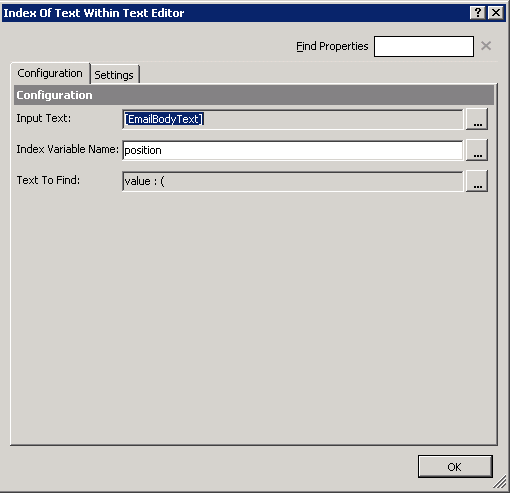 Index Of Text Within Text Editor
Find Properties
Configuration Settings
Configuration
Input Text: [EmailBodyText] ...
Index Variable Name: position ...
Text To Find: value : ( ...
OK